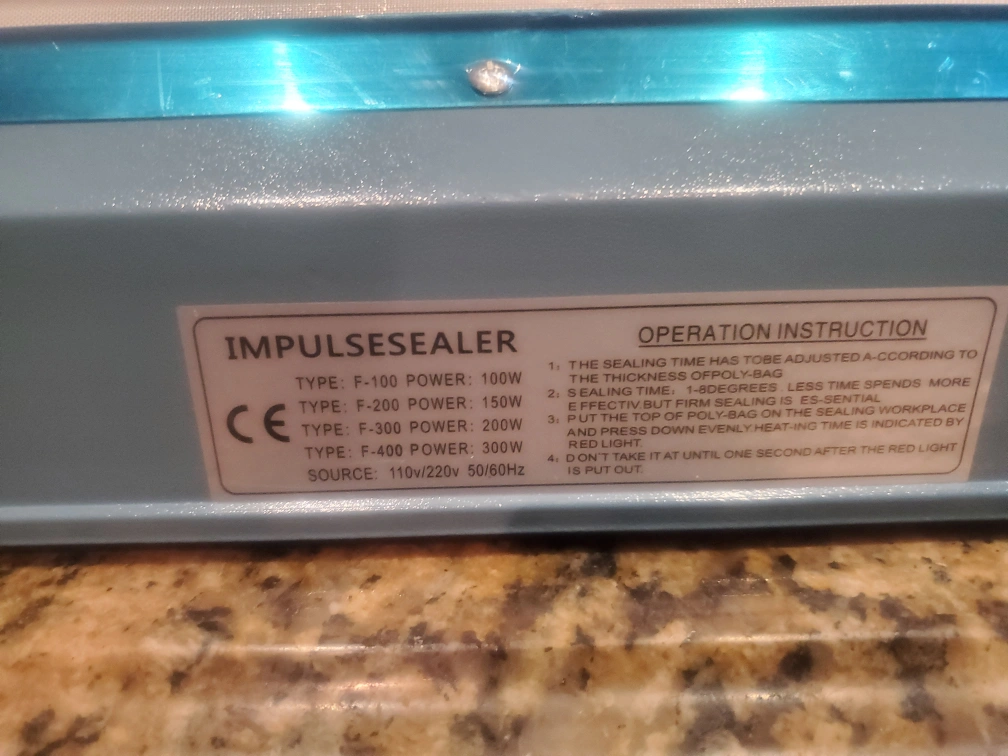 IMPULSESEALER
TYPE: F-100 POWER: 100W
TYPE: F-200 POWER: 150W
TYPE: F-300 POWER: 200W
TYPE: F-400 POWER: 300W
SOURCE: 110v/220v 50/60Hz
CE
OPERATION INSTRUCTION
1: THE SEALING TIME HAS TOBE ADJUSTED A-CCORDING TO
THE THICKNESS OFPOLY-BAG
2: SEALING TIME: 1-8DEGREES LESS TIME SPENDS MORE
EFFECTIV.BUT FIRM SEALING IS ES-SENTIAL
3: PUT THE TOP OF POLY-BAG ON THE SEALING WORKPLACE
AND PRESS DOWN EVENLY.HEAT-ING TIME IS INDICATED BY
RED LIGHT.
4: DON'T TAKE IT AT UNTIL ONE SECOND AFTER THE RED LIGHT
IS PUT OUT.